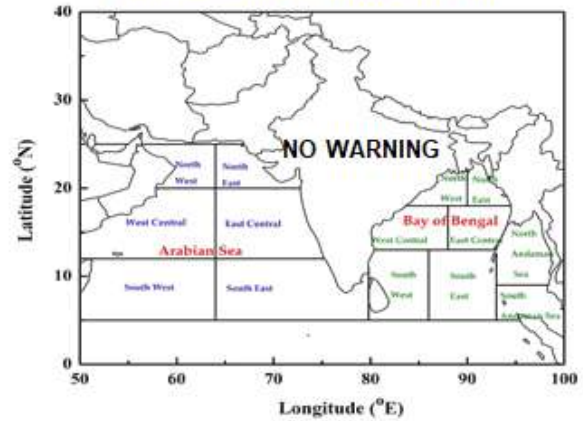 40
30
20
10
0
Latitude (°N)
NO WARNING
North West
North East
West Central
East Central
Arabian Sea
South West
South East
North West
North East
Bay of Bengal
West Central
East Central
South West
South East
North Andaman Sea
South Andaman Sea
50
60
70
80
90
100
Longitude (°E)